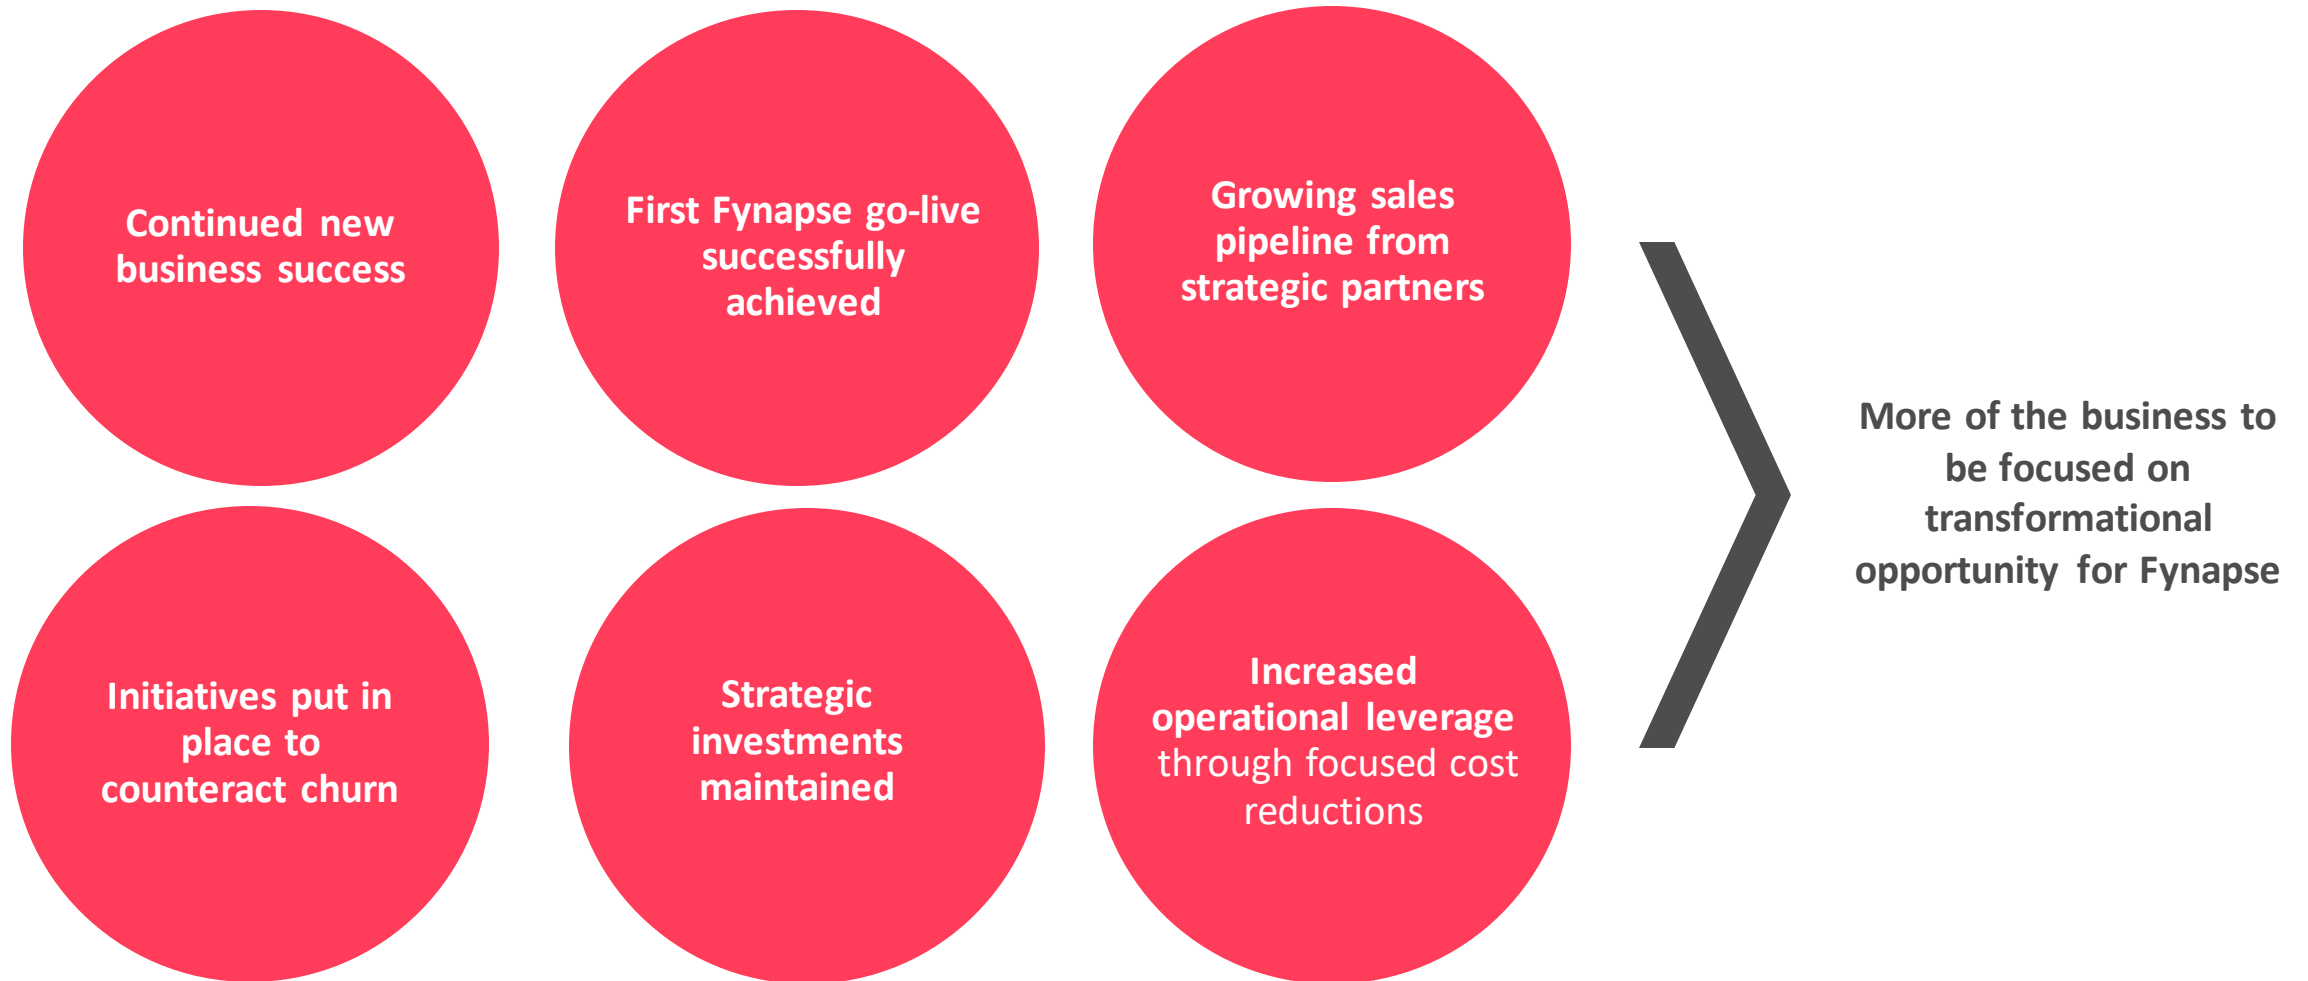 Continued new
business success
First Fynapse go-live
successfully
achieved
Growing sales
pipeline from
strategic partners
Initiatives put in
place to
counteract churn
Strategic
investments
maintained
Increased
operational leverage
through focused cost
reductions
More of the business to
be focused on
transformational
opportunity for Fynapse